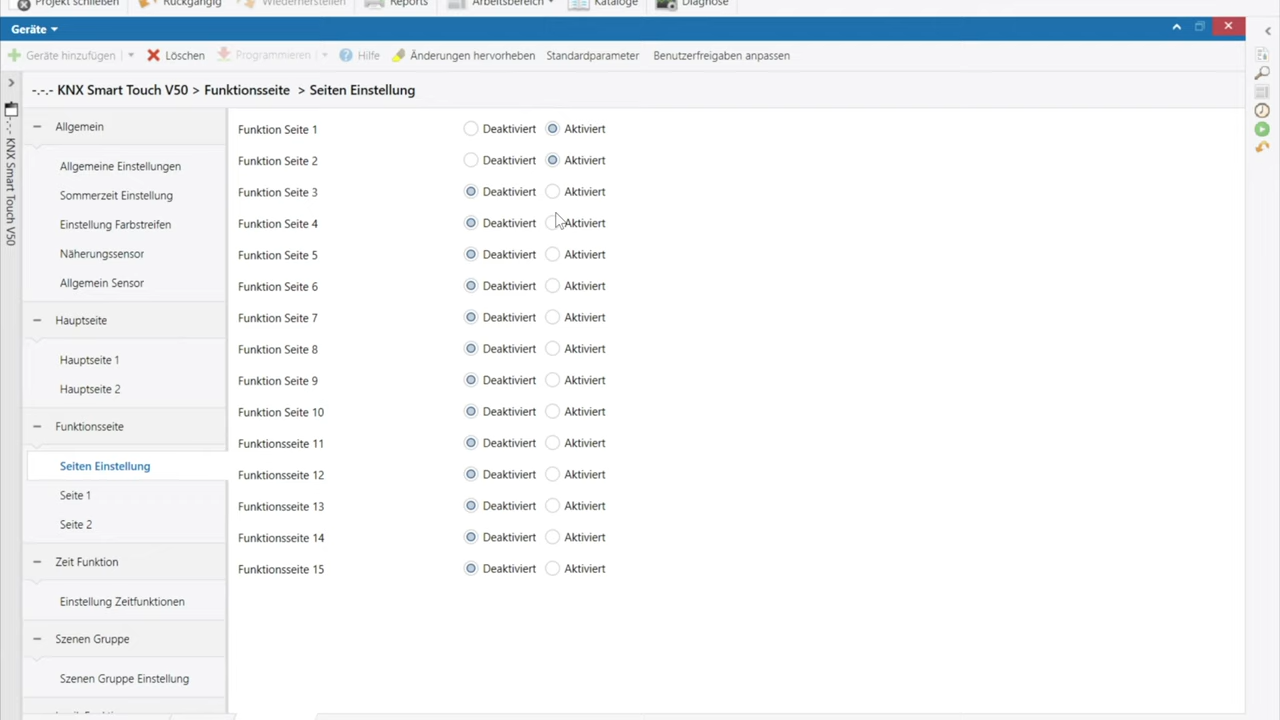 Projekt schließen Rückgängig Wiederherstellen Reports Arbeitsbereich Kataloge Diagnose
Geräte
Geräte hinzufügen Löschen Programmieren Hilfe Änderungen hervorheben Standardparameter Benutzerfreigaben anpassen
-.-.- KNX Smart Touch V50 > Funktionsseite > Seiten Einstellung
-.-.- KNX Smart Touch V50
Allgemein
Allgemeine Einstellungen
Sommerzeit Einstellung
Einstellung Farbstreifen
Näherungssensor
Allgemein Sensor
Hauptseite
Hauptseite 1
Hauptseite 2
Funktionsseite
Seiten Einstellung
Seite 1
Seite 2
Zeit Funktion
Einstellung Zeitfunktionen
Szenen Gruppe
Szenen Gruppe Einstellung
Funktion Seite 1 Deaktiviert Aktiviert
Funktion Seite 2 Deaktiviert Aktiviert
Funktion Seite 3 Deaktiviert Aktiviert
Funktion Seite 4 Deaktiviert Aktiviert
Funktion Seite 5 Deaktiviert Aktiviert
Funktion Seite 6 Deaktiviert Aktiviert
Funktion Seite 7 Deaktiviert Aktiviert
Funktion Seite 8 Deaktiviert Aktiviert
Funktion Seite 9 Deaktiviert Aktiviert
Funktion Seite 10 Deaktiviert Aktiviert
Funktionsseite 11 Deaktiviert Aktiviert
Funktionsseite 12 Deaktiviert Aktiviert
Funktionsseite 13 Deaktiviert Aktiviert
Funktionsseite 14 Deaktiviert Aktiviert
Funktionsseite 15 Deaktiviert Aktiviert